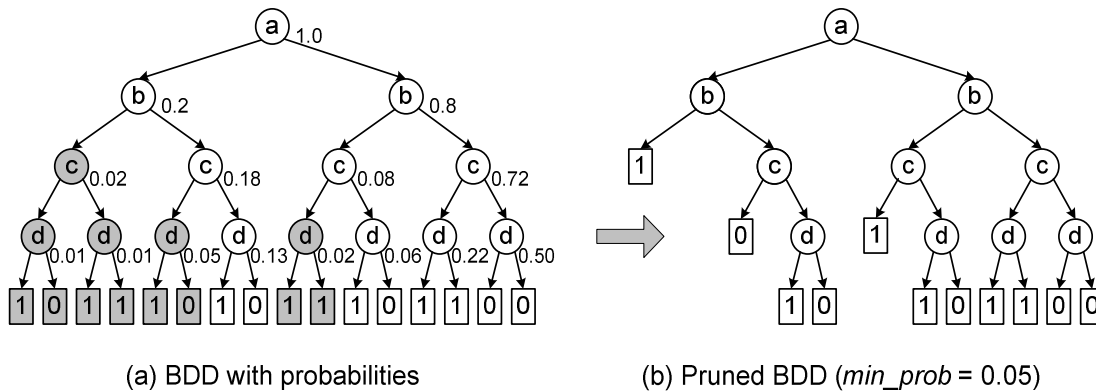 a 1.0 a
b 0.2 b 0.8 b b
c 0.02 c 0.18 c 0.08 c 0.72 1 c c c
d 0.01 d 0.01 d 0.05 d 0.13 d 0.02 d 0.06 d 0.22 d 0.50 0 d 1 d d d
1 0 1 1 1 0 1 0 1 1 1 0 1 1 0 0 1 0 1 0 1 1 0 0
(a) BDD with probabilities (b) Pruned BDD (min_prob = 0.05)